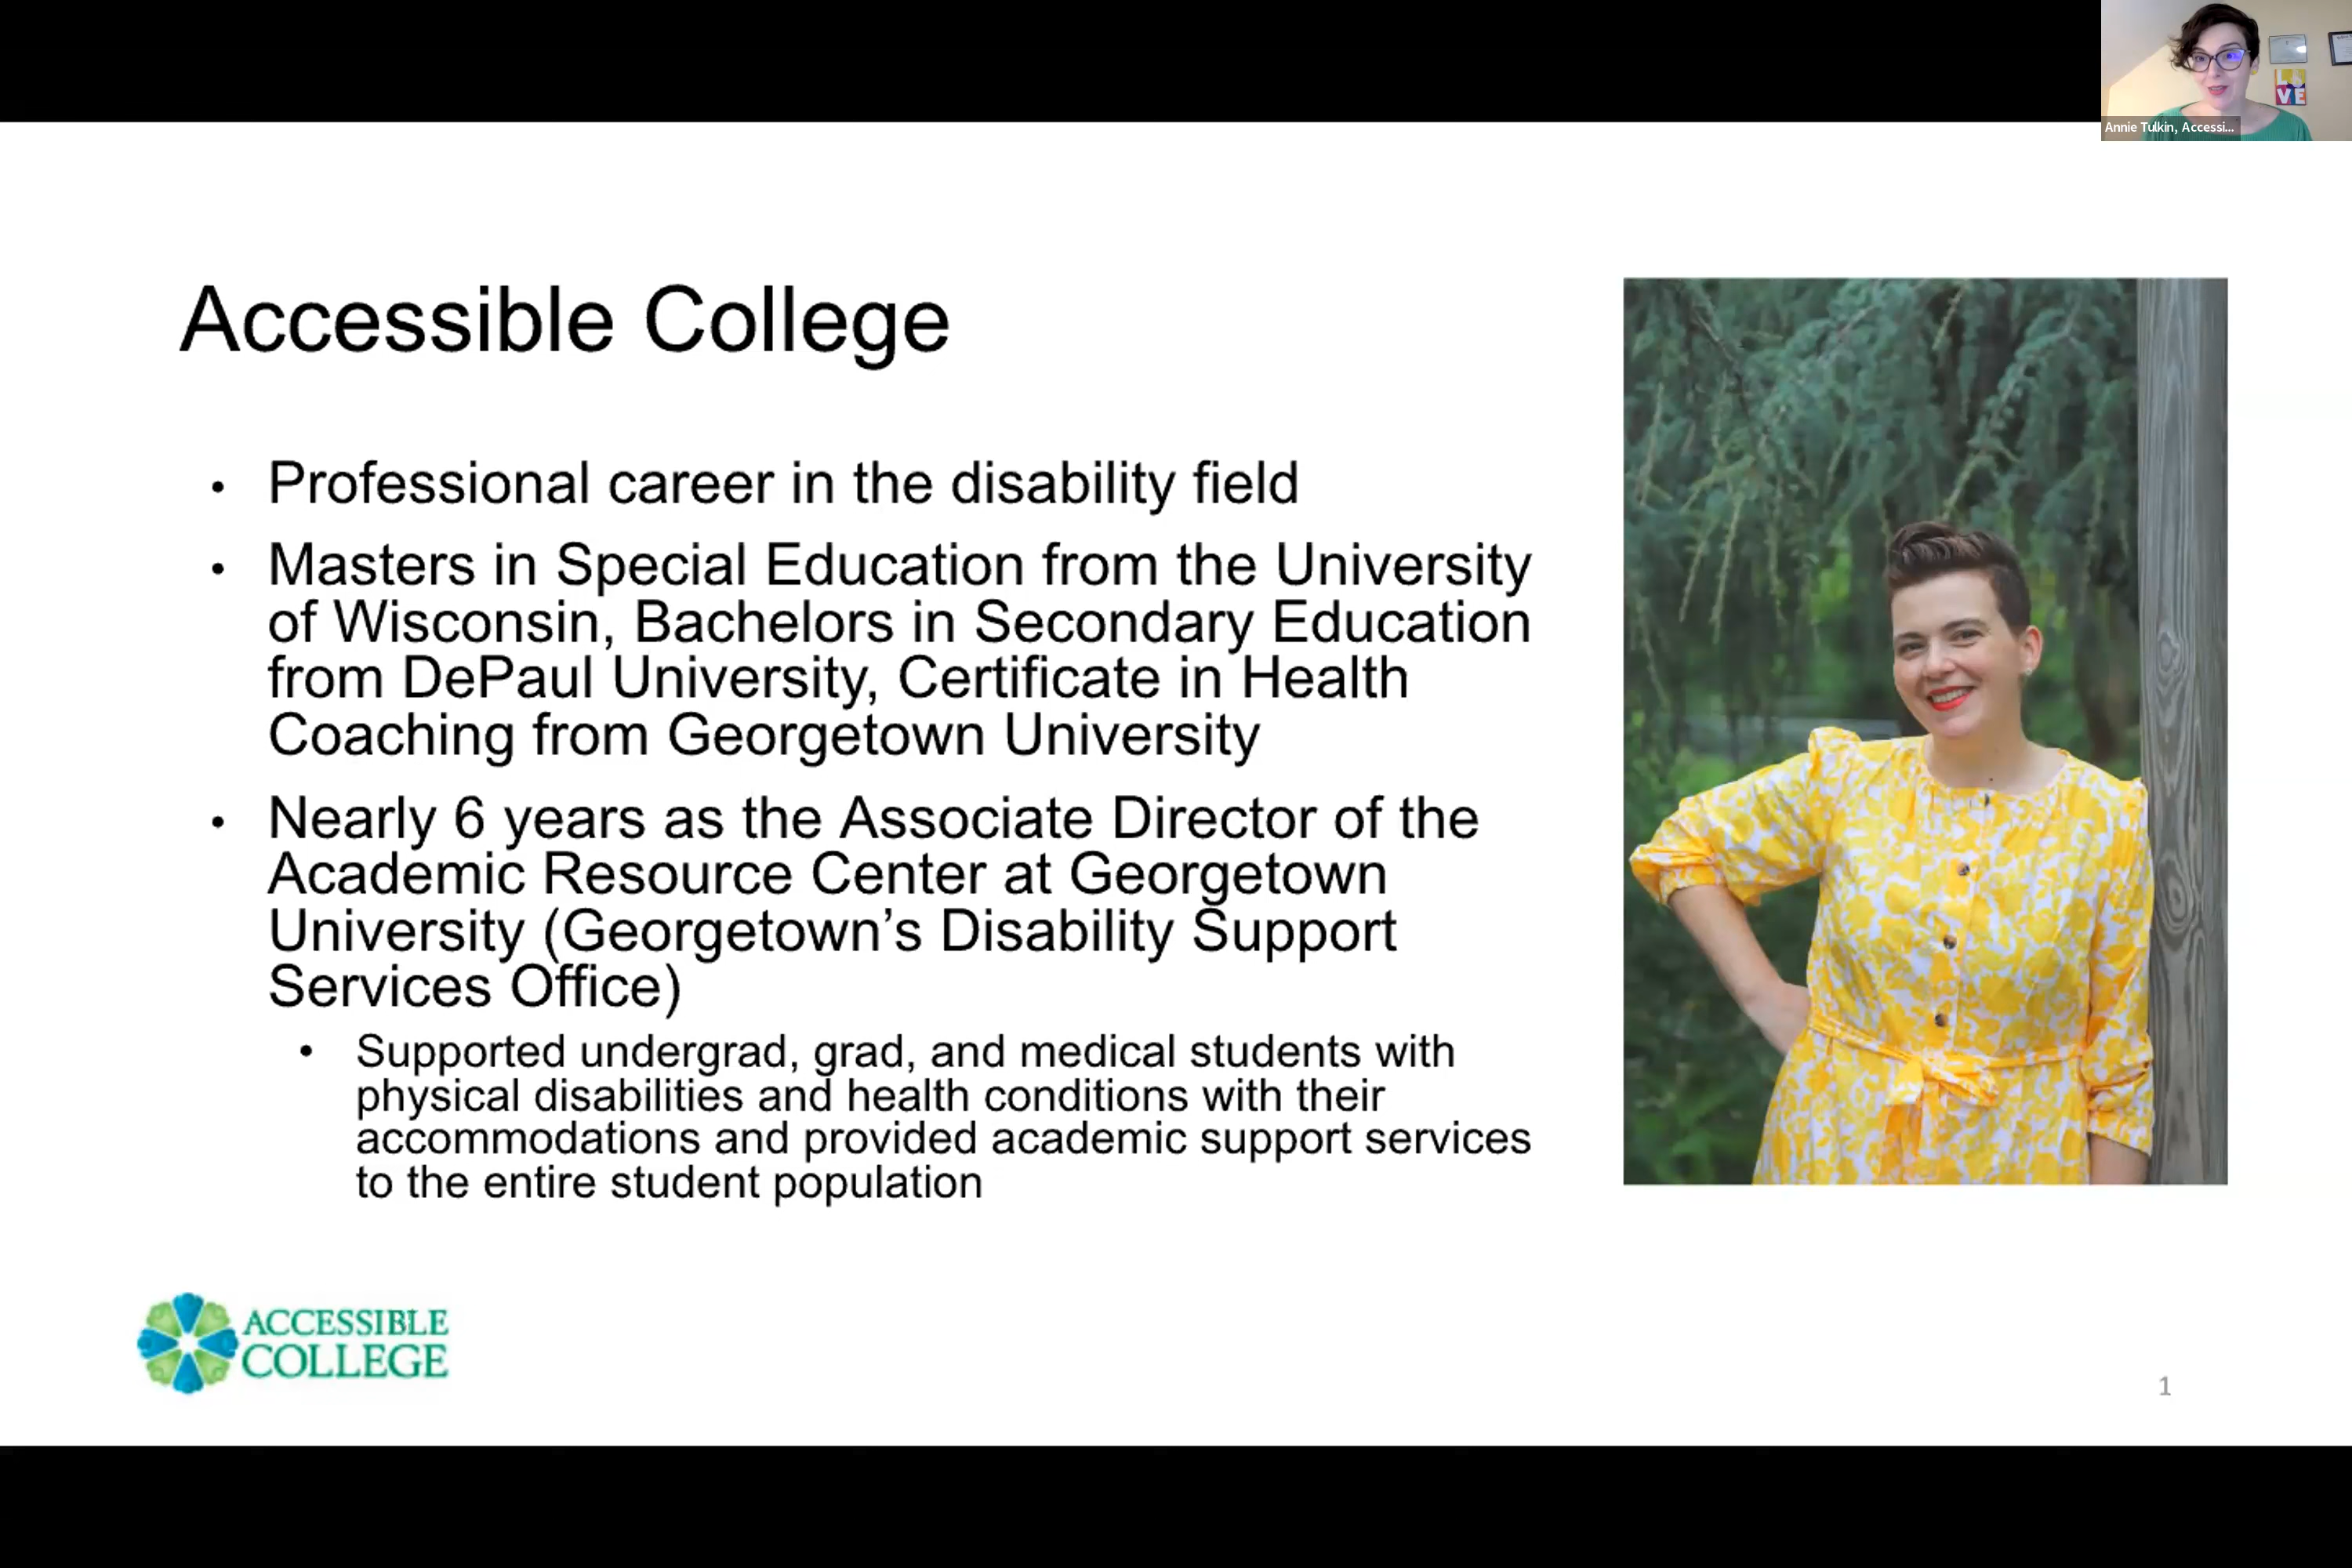 Annie Tulkin, Accessi...
Accessible College
• Professional career in the disability field
• Masters in Special Education from the University
of Wisconsin, Bachelors in Secondary Education
from DePaul University, Certificate in Health
Coaching from Georgetown University
• Nearly 6 years as the Associate Director of the
Academic Resource Center at Georgetown
University (Georgetown’s Disability Support
Services Office)
• Supported undergrad, grad, and medical students with
physical disabilities and health conditions with their
accommodations and provided academic support services
to the entire student population
ACCESSIBLE
COLLEGE
1